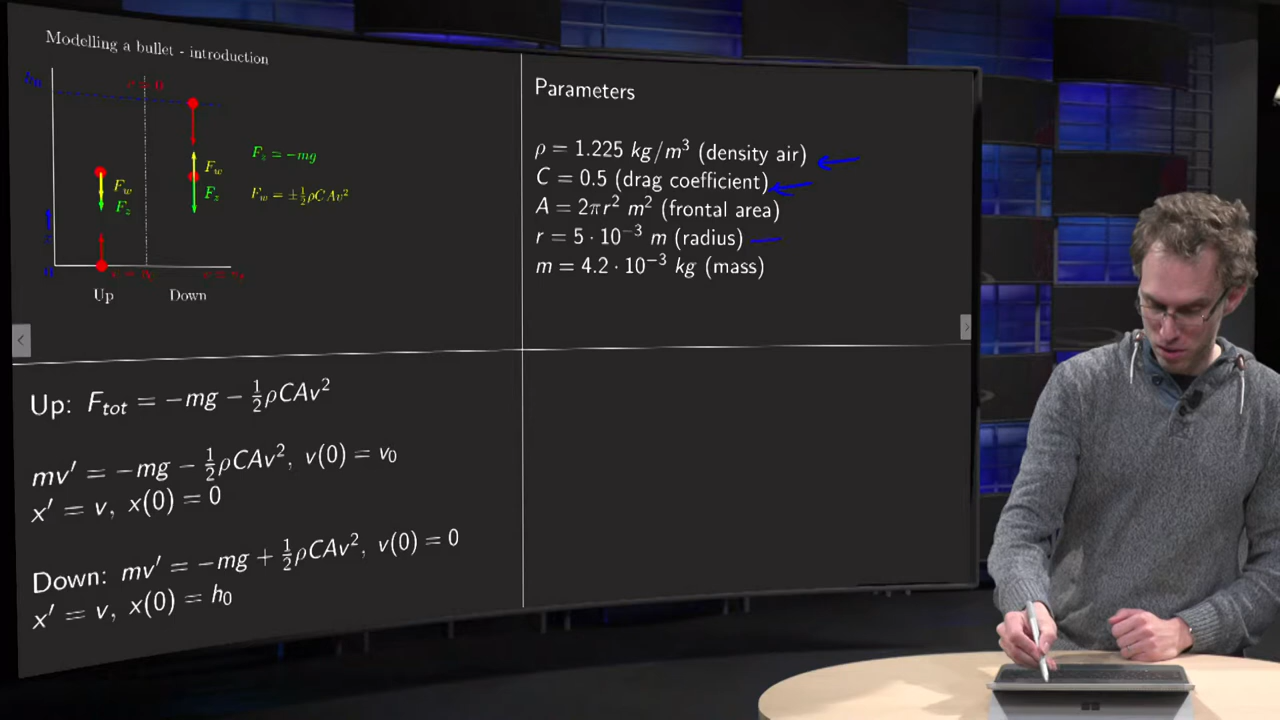 Modelling a bullet - introduction
h₀
v = 0
F_w
F_z
F_w
F_z
F_z = −mg
F_w = ±½ρCAv²
0
Up
Down
Parameters
ρ = 1.225 kg/m³ (density air)
C = 0.5 (drag coefficient)
A = 2πr² m² (frontal area)
r = 5 · 10⁻³ m (radius)
m = 4.2 · 10⁻³ kg (mass)
Up: F_tot = −mg − ½ρCAv²
mv′ = −mg − ½ρCAv², v(0) = v₀
x′ = v, x(0) = 0
Down: mv′ = −mg + ½ρCAv², v(0) = 0
x′ = v, x(0) = h₀